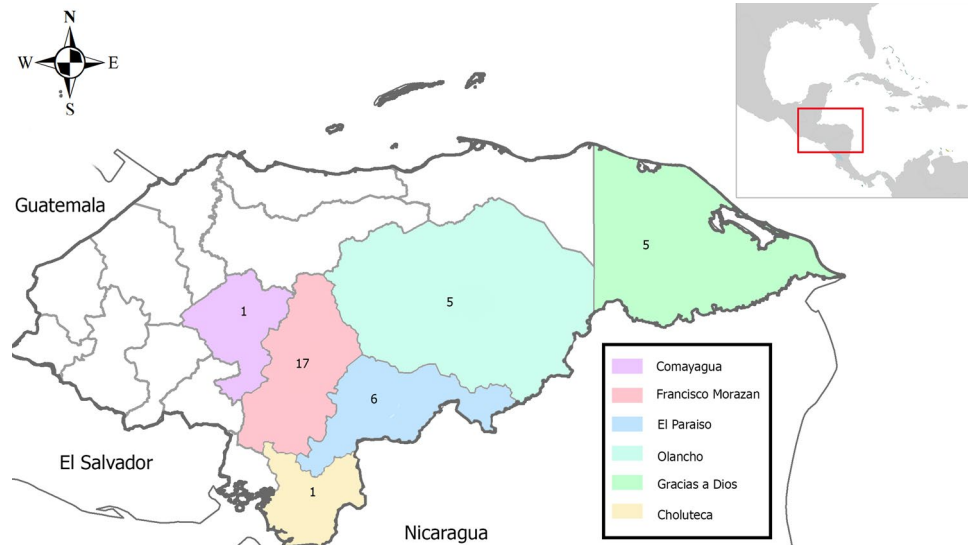 N
W E
S
Guatemala
5
5
1
17
6
1
El Salvador
Nicaragua
Comayagua
Francisco Morazan
El Paraiso
Olancho
Gracias a Dios
Choluteca